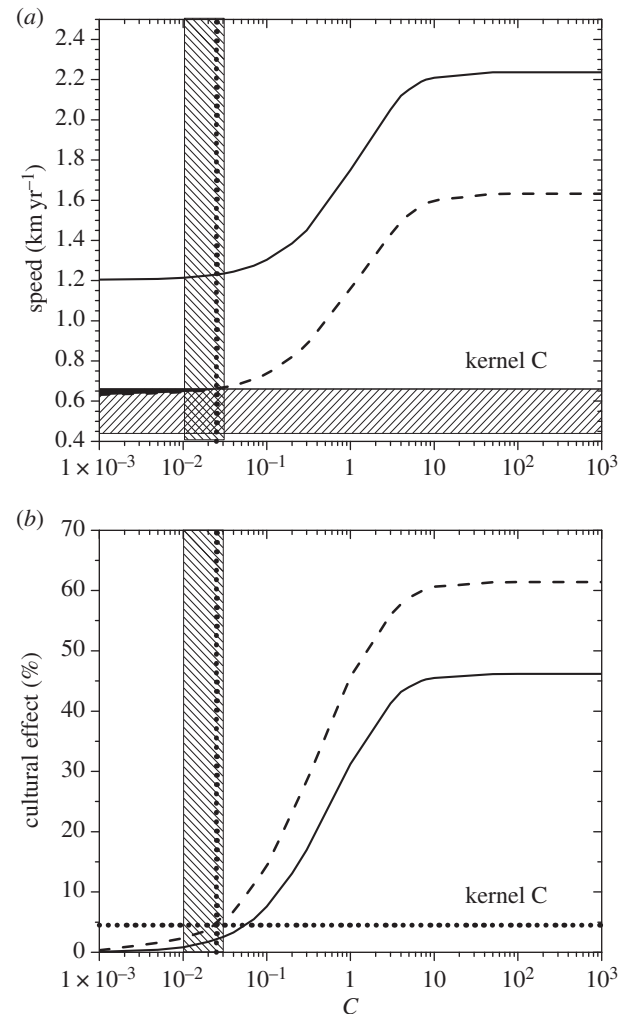 (a)
2.4
2.2
2.0
1.8
1.6
1.4
1.2
1.0
0.8
0.6
0.4
speed (km yr⁻¹)
kernel C
1 × 10⁻³ 10⁻² 10⁻¹ 1 10 10² 10³
(b)
70
60
50
40
30
20
10
0
cultural effect (%)
kernel C
1 × 10⁻³ 10⁻² 10⁻¹ 1 10 10² 10³
C